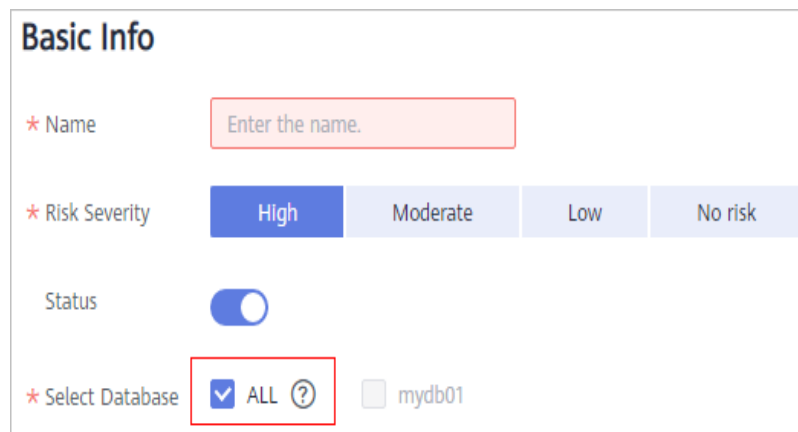 Basic Info
* Name Enter the name.
* Risk Severity High Moderate Low No risk
Status
* Select Database ALL ? mydb01